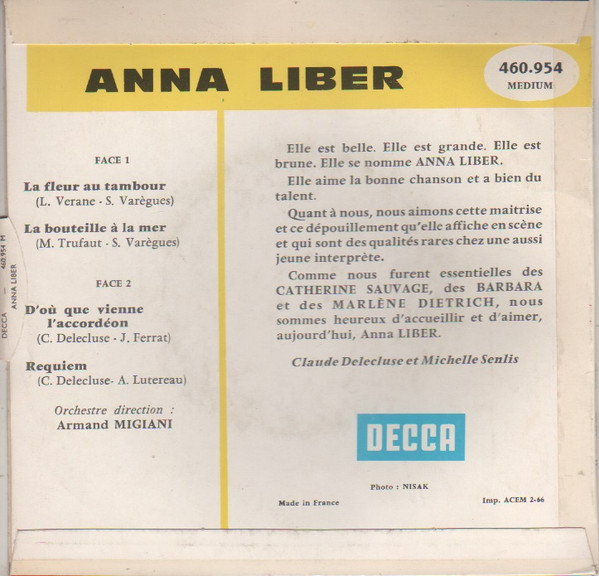 ANNA LIBER
460.954
MEDIUM
FACE 1
La fleur au tambour
(L. Verane - S. Varègues)
La bouteille à la mer
(M. Trufaut - S. Varègues)
FACE 2
D'où que vienne
l'accordéon
(C. Delecluse - J. Ferrat)
Requiem
(C. Delecluse- A. Lutereau)
Orchestre direction :
Armand MIGIANI
Elle est belle. Elle est grande. Elle est
brune. Elle se nomme ANNA LIBER.
Elle aime la bonne chanson et a bien du
talent.
Quant à nous, nous aimons cette maitrise
et ce dépouillement qu'elle affiche en scène
et qui sont des qualités rares chez une aussi
jeune interprète.
Comme nous furent essentielles des
CATHERINE SAUVAGE, des BARBARA
et des MARLÈNE DIETRICH, nous
sommes heureux d'accueillir et d'aimer,
aujourd'hui, Anna LIBER.
Claude Delecluse et Michelle Senlis
DECCA
Photo : NISAK
Made in France
Imp. ACEM 2-66
DECCA – 460.954 M
ANNA LIBER